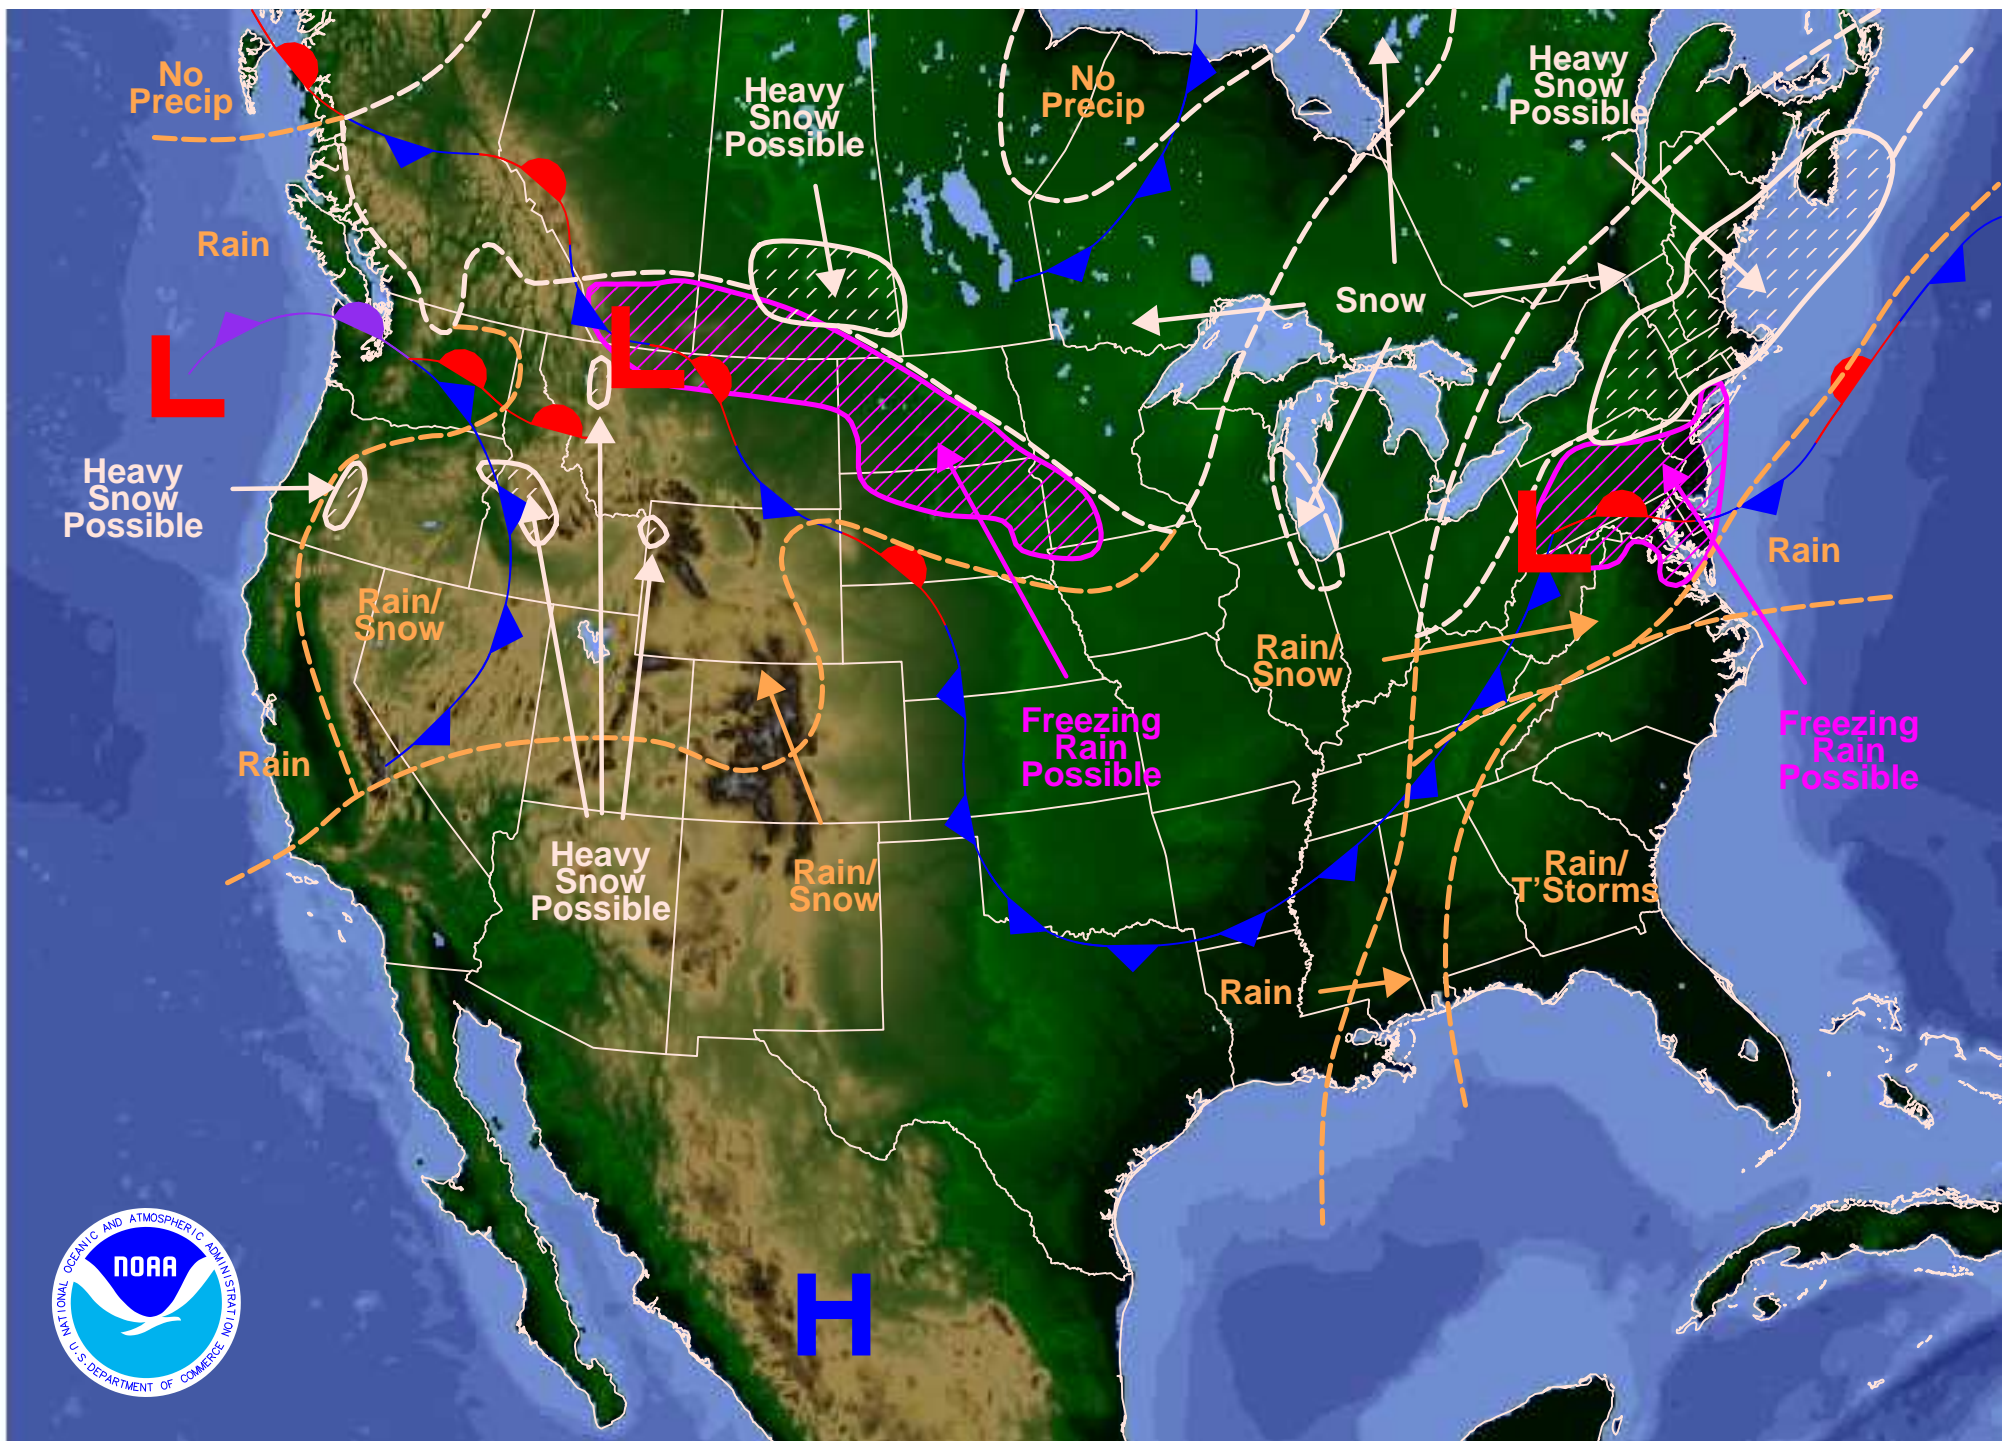 No
Precip
Heavy
Snow
Possible
No
Precip
Heavy
Snow
Possible
Rain
Snow
L
L
Heavy
Snow
Possible
L
Rain
Rain/
Snow
Rain/
Snow
Rain
Freezing
Rain
Possible
Freezing
Rain
Possible
Heavy
Snow
Possible
Rain/
Snow
Rain/
T'Storms
Rain
H
NATIONAL OCEANIC AND ATMOSPHERIC ADMINISTRATION
NOAA
U.S. DEPARTMENT OF COMMERCE